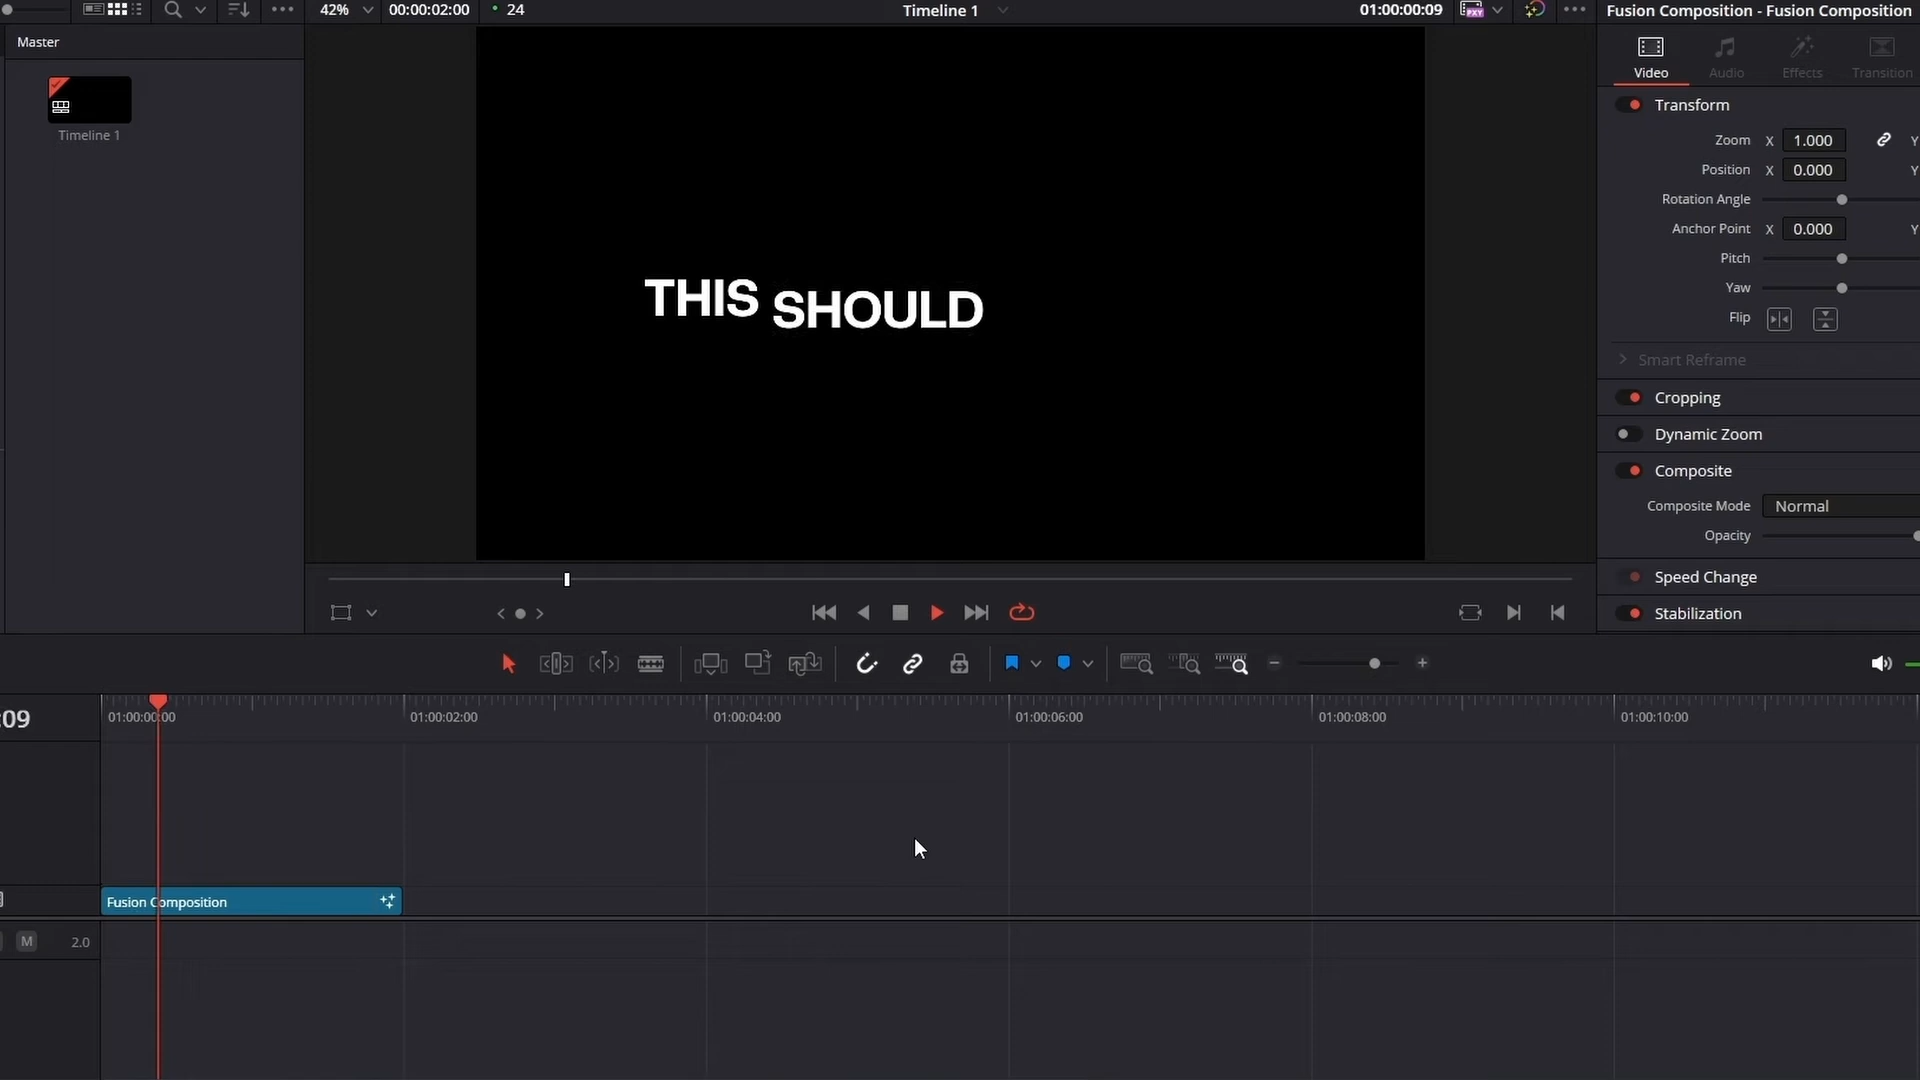 42% 00:00:02:00 24 Timeline 1 01:00:00:09 Fusion Composition - Fusion Composition
Master
Timeline 1
THIS SHOULD
Video Audio Effects Transition
Transform
Zoom X 1.000 Y
Position X 0.000 Y
Rotation Angle
Anchor Point X 0.000 Y
Pitch
Yaw
Flip
Smart Reframe
Cropping
Dynamic Zoom
Composite
Composite Mode Normal
Opacity
Speed Change
Stabilization
:09 01:00:00:00 01:00:02:00 01:00:04:00 01:00:06:00 01:00:08:00 01:00:10:00
Fusion Composition
M 2.0